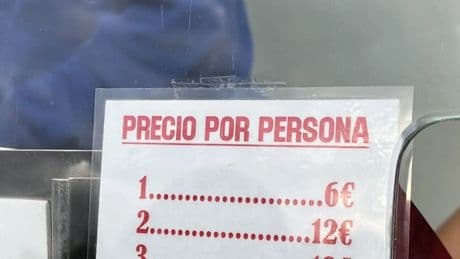 PRECIO POR PERSONA
1......................6€
2....................12€